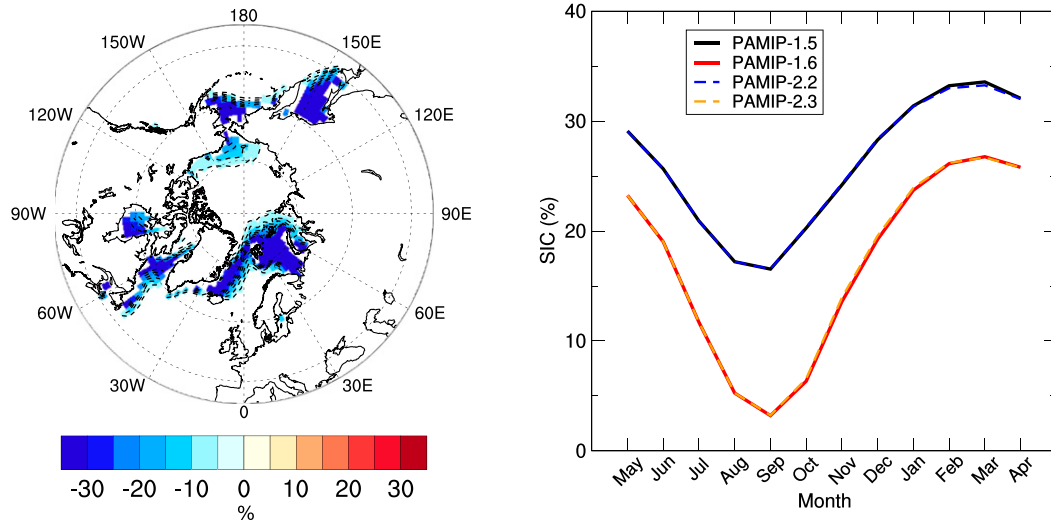 180
150W
150E
120W
120E
90W
90E
60W
60E
30W
30E
0
-30 -20 -10 0 10 20 30
%
40
30
20
10
0
SIC (%)
PAMIP-1.5
PAMIP-1.6
PAMIP-2.2
PAMIP-2.3
May Jun Jul Aug Sep Oct Nov Dec Jan Feb Mar Apr
Month